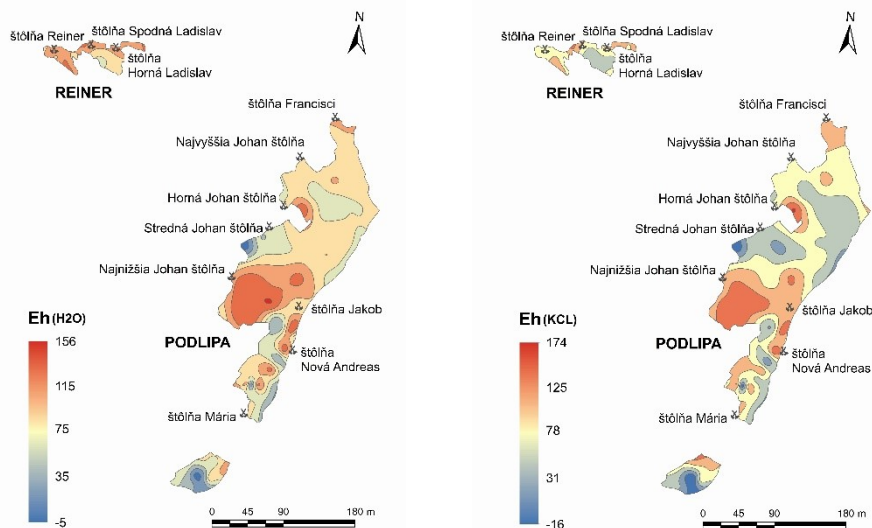 N
štôlňa Reiner
štôlňa Spodná Ladislav
štôlňa
Horná Ladislav
REINER
štôlňa Francisci
Najvyššia Johan štôlňa
Horná Johan štôlňa
Stredná Johan štôlňa
Najnižšia Johan štôlňa
štôlňa Jakob
PODLIPA
štôlňa
Nová Andreas
štôlňa Mária
Eh(H2O)
156
115
75
35
-5
0 45 90 180 m
N
štôlňa Reiner
štôlňa Spodná Ladislav
štôlňa
Horná Ladislav
REINER
štôlňa Francisci
Najvyššia Johan štôlňa
Horná Johan štôlňa
Stredná Johan štôlňa
Najnižšia Johan štôlňa
štôlňa Jakob
PODLIPA
štôlňa
Nová Andreas
štôlňa Mária
Eh(KCL)
174
125
78
31
-16
0 45 90 180 m